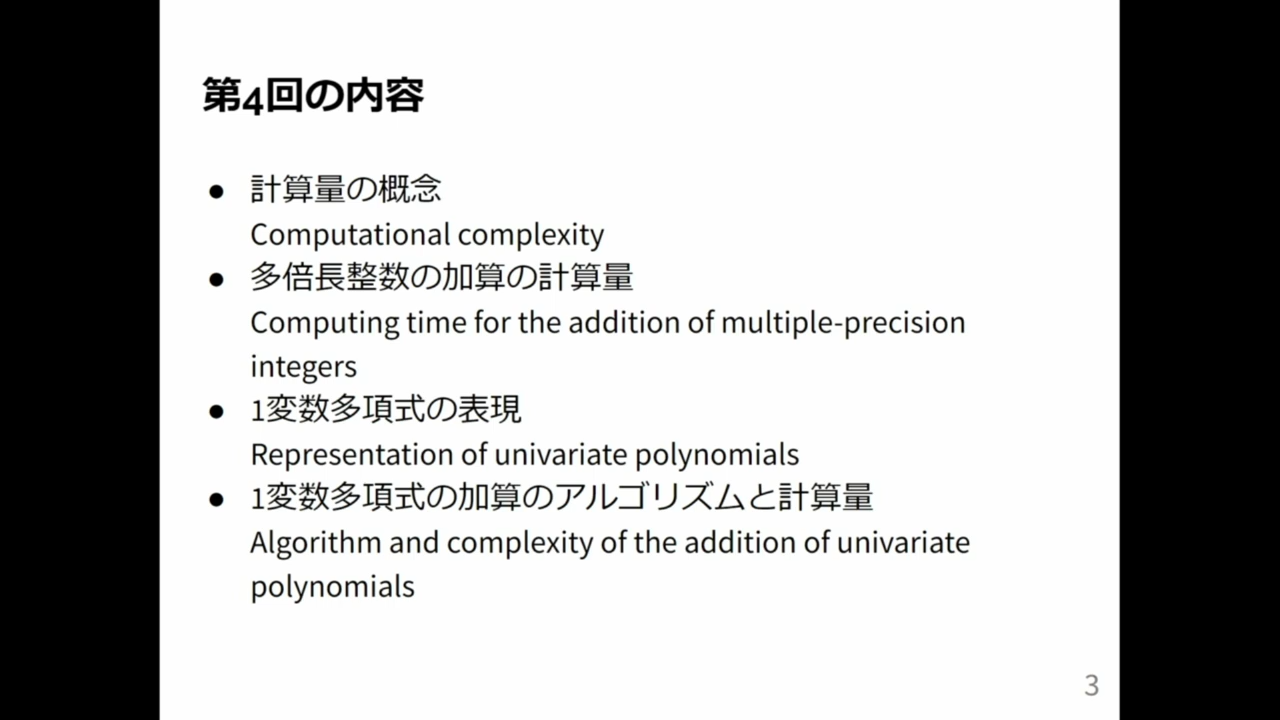 第4回の内容
● 計算量の概念
Computational complexity
● 多倍長整数の加算の計算量
Computing time for the addition of multiple-precision
integers
● 1変数多項式の表現
Representation of univariate polynomials
● 1変数多項式の加算のアルゴリズムと計算量
Algorithm and complexity of the addition of univariate
polynomials
3